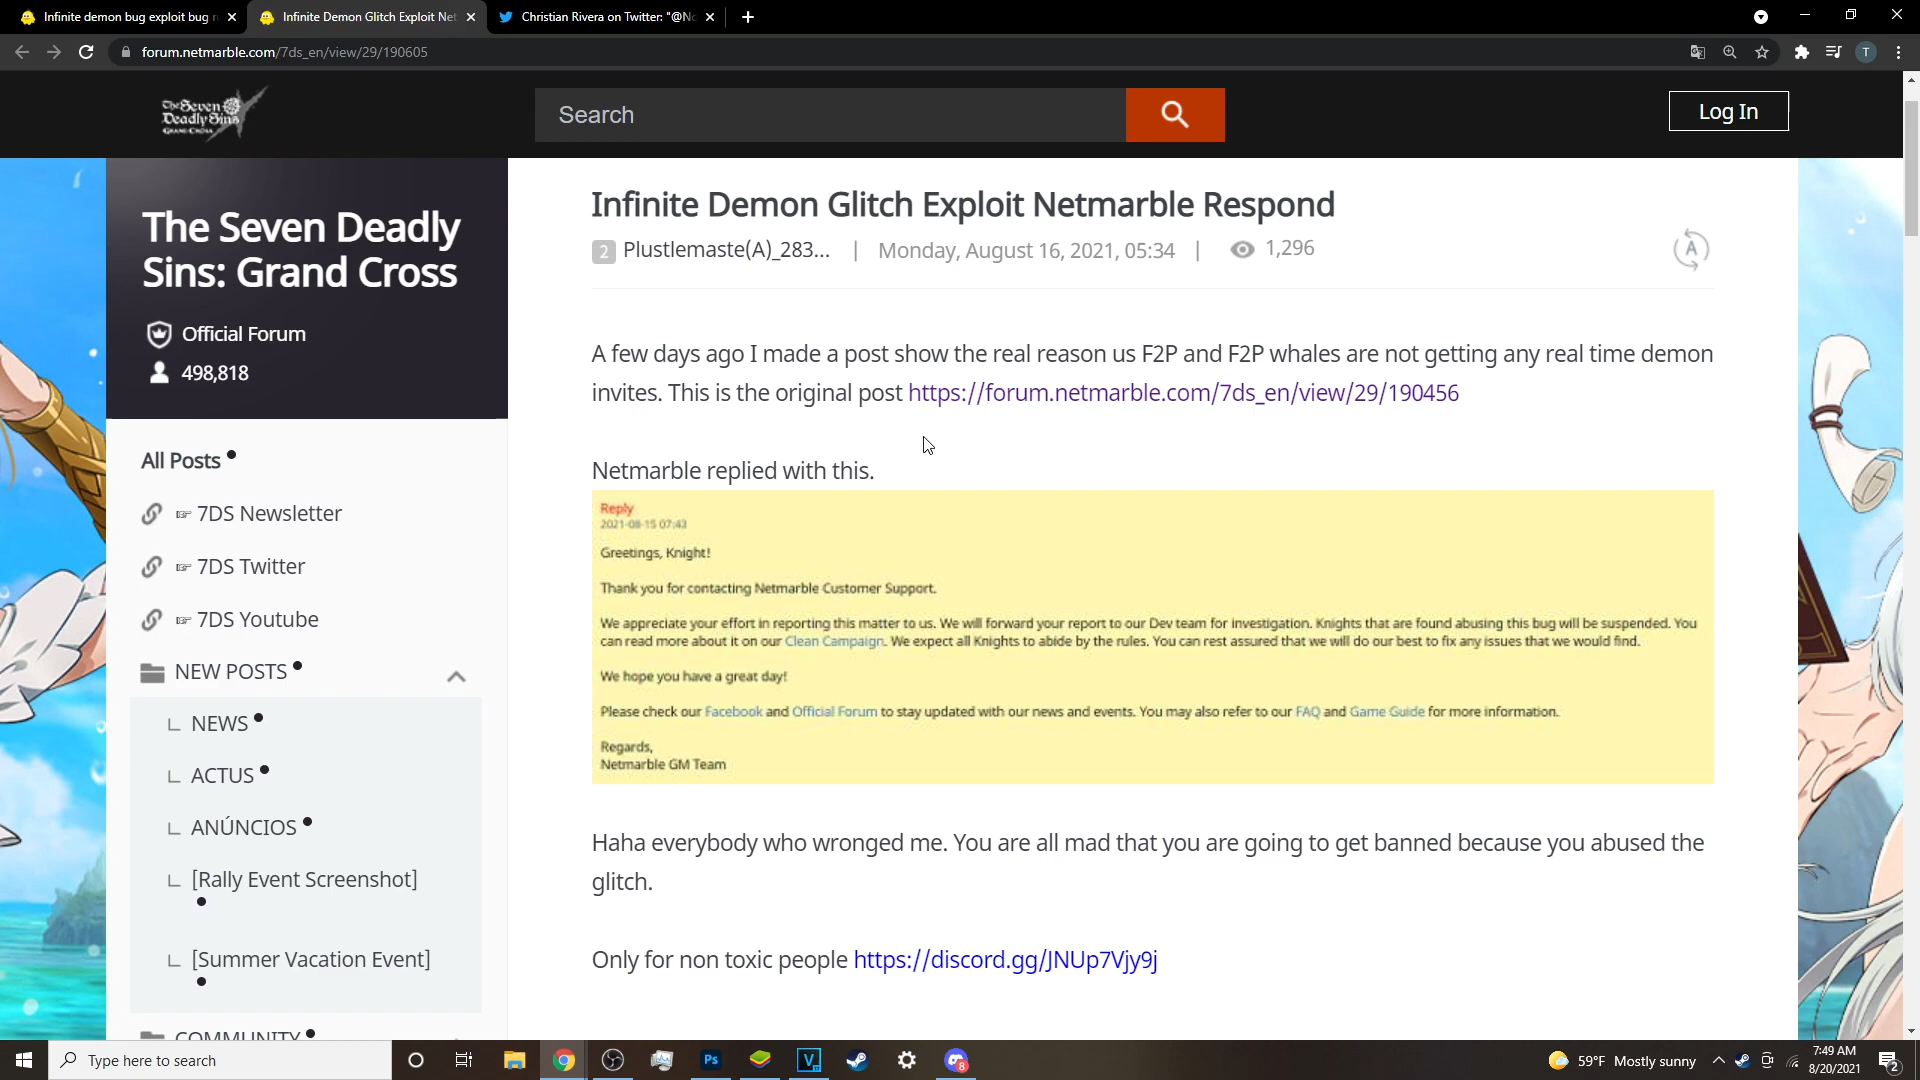 Infinite demon bug exploit bug r
Infinite Demon Glitch Exploit Net
Christian Rivera on Twitter: "@No
forum.netmarble.com/7ds_en/view/29/190605
T
The Seven
Deadly Sins
GRAND CROSS
Search
Log In
The Seven Deadly
Sins: Grand Cross
Official Forum
498,818
All Posts
☞ 7DS Newsletter
☞ 7DS Twitter
☞ 7DS Youtube
NEW POSTS
NEWS
ACTUS
ANÚNCIOS
[Rally Event Screenshot]
[Summer Vacation Event]
COMMUNITY
Infinite Demon Glitch Exploit Netmarble Respond
2 Plustlemaste(A)_283... | Monday, August 16, 2021, 05:34 | 1,296
A
A few days ago I made a post show the real reason us F2P and F2P whales are not getting any real time demon
invites. This is the original post https://forum.netmarble.com/7ds_en/view/29/190456
Netmarble replied with this.
Reply
2021-08-15 07:43
Greetings, Knight!
Thank you for contacting Netmarble Customer Support.
We appreciate your effort in reporting this matter to us. We will forward your report to our Dev team for investigation. Knights that are found abusing this bug will be suspended. You
can read more about it on our Clean Campaign. We expect all Knights to abide by the rules. You can rest assured that we will do our best to fix any issues that we would find.
We hope you have a great day!
Please check our Facebook and Official Forum to stay updated with our news and events. You may also refer to our FAQ and Game Guide for more information.
Regards,
Netmarble GM Team
Haha everybody who wronged me. You are all mad that you are going to get banned because you abused the
glitch.
Only for non toxic people https://discord.gg/JNUp7Vjy9j
Type here to search
Ps
V
8
59°F Mostly sunny
7:49 AM
8/20/2021
2